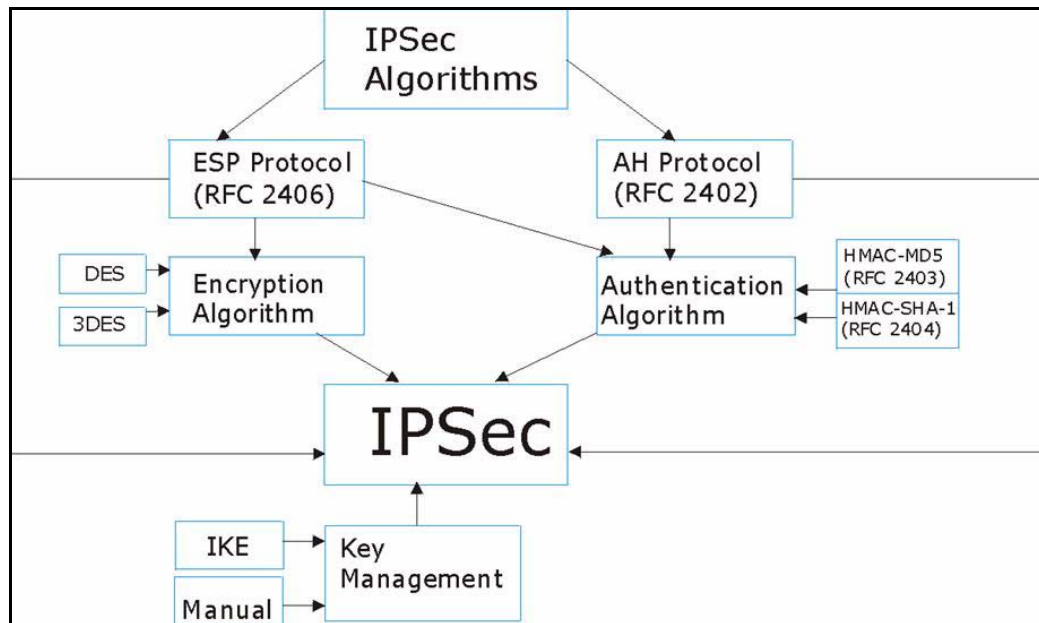 IPSec
Algorithms
ESP Protocol
(RFC 2406)
AH Protocol
(RFC 2402)
DES
3DES
Encryption
Algorithm
Authentication
Algorithm
HMAC-MD5
(RFC 2403)
HMAC-SHA-1
(RFC 2404)
IPSec
IKE
Manual
Key
Management